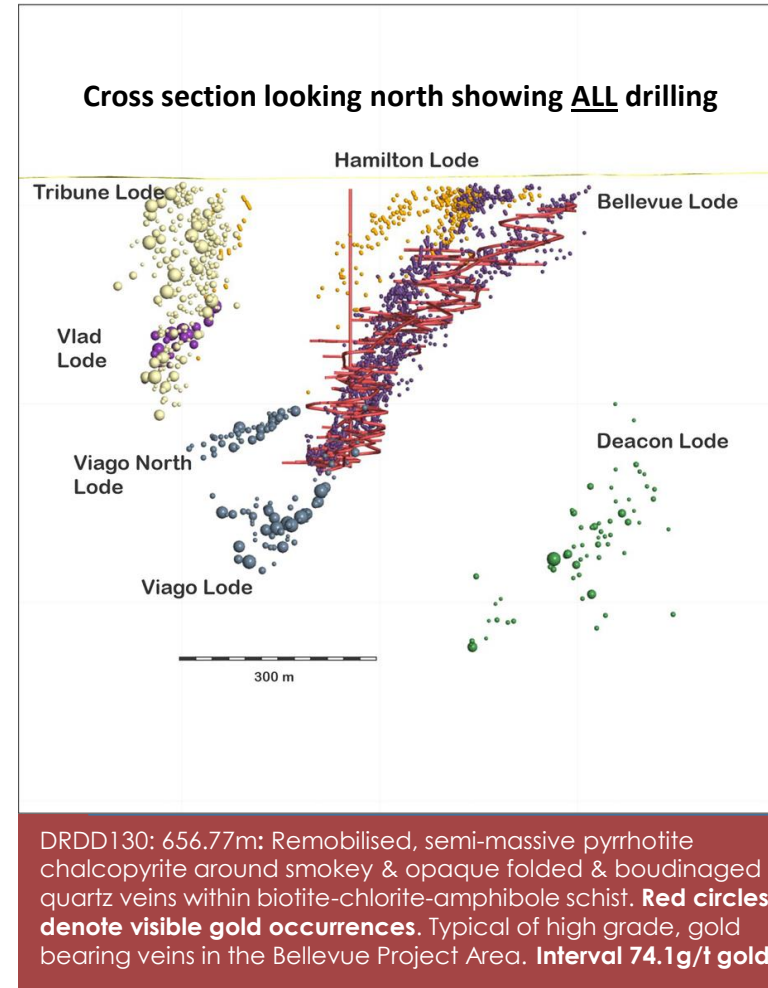 Cross section looking north showing ALL drilling
Hamilton Lode
Tribune Lode
Bellevue Lode
Vlad
Lode
Deacon Lode
Viago North
Lode
Viago Lode
300 m
DRDD130: 656.77m: Remobilised, semi-massive pyrrhotite
chalcopyrite around smokey & opaque folded & boudinaged
quartz veins within biotite-chlorite-amphibole schist. Red circles
denote visible gold occurrences. Typical of high grade, gold
bearing veins in the Bellevue Project Area. Interval 74.1g/t gold